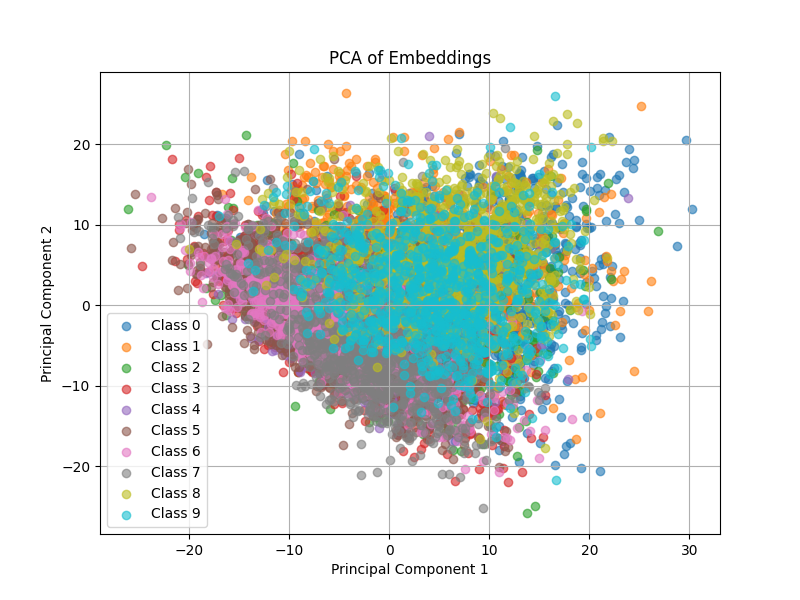 PCA of Embeddings
Principal Component 2
20
10
0
−10
−20
Class 0
Class 1
Class 2
Class 3
Class 4
Class 5
Class 6
Class 7
Class 8
Class 9
−20 −10 0 10 20 30
Principal Component 1